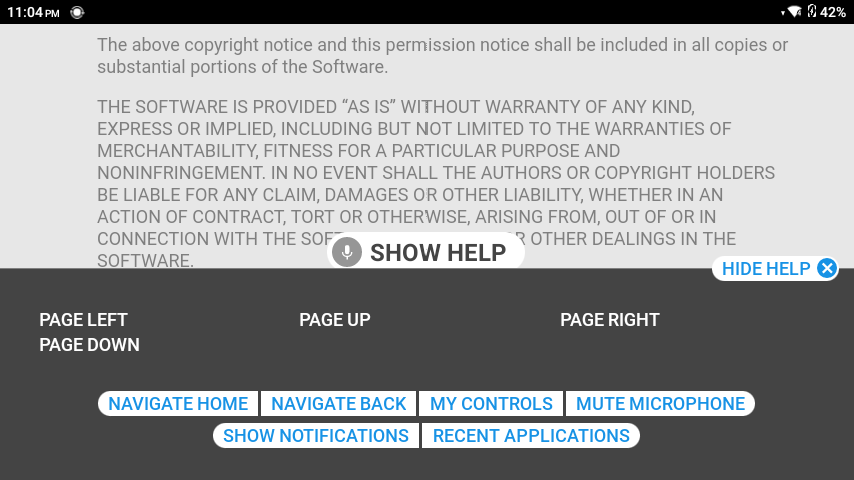 11:04 PM 42%
The above copyright notice and this permission notice shall be included in all copies or
substantial portions of the Software.
THE SOFTWARE IS PROVIDED “AS IS” WITHOUT WARRANTY OF ANY KIND,
EXPRESS OR IMPLIED, INCLUDING BUT NOT LIMITED TO THE WARRANTIES OF
MERCHANTABILITY, FITNESS FOR A PARTICULAR PURPOSE AND
NONINFRINGEMENT. IN NO EVENT SHALL THE AUTHORS OR COPYRIGHT HOLDERS
BE LIABLE FOR ANY CLAIM, DAMAGES OR OTHER LIABILITY, WHETHER IN AN
ACTION OF CONTRACT, TORT OR OTHERWISE, ARISING FROM, OUT OF OR IN
CONNECTION WITH THE OTHER DEALINGS IN THE
SHOW HELP
SOFTWARE.
HIDE HELP
PAGE LEFT PAGE UP PAGE RIGHT
PAGE DOWN
NAVIGATE HOME NAVIGATE BACK MY CONTROLS MUTE MICROPHONE
SHOW NOTIFICATIONS RECENT APPLICATIONS